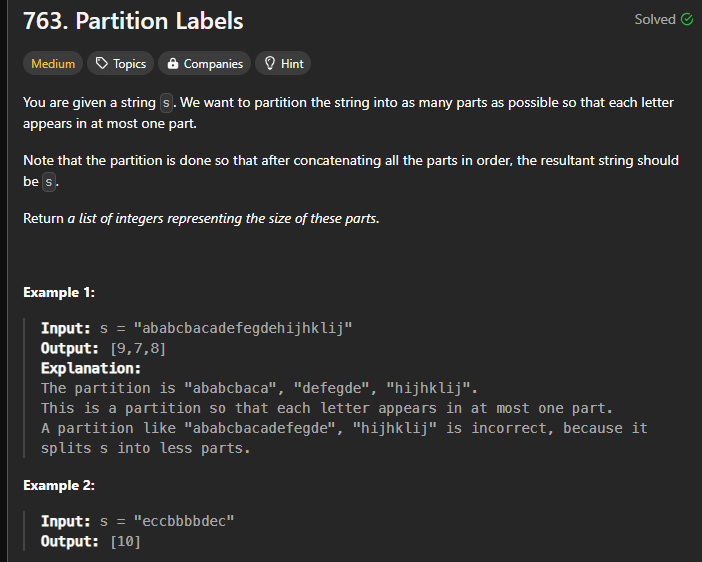 763. Partition Labels
Solved
Medium
Topics
Companies
Hint
You are given a string s. We want to partition the string into as many parts as possible so that each letter
appears in at most one part.
Note that the partition is done so that after concatenating all the parts in order, the resultant string should
be s.
Return a list of integers representing the size of these parts.
Example 1:
Input: s = "ababcbacadefegdehijhklij"
Output: [9,7,8]
Explanation:
The partition is "ababcbaca", "defegde", "hijhklij".
This is a partition so that each letter appears in at most one part.
A partition like "ababcbacadefegde", "hijhklij" is incorrect, because it
splits s into less parts.
Example 2:
Input: s = "eccbbbbdec"
Output: [10]